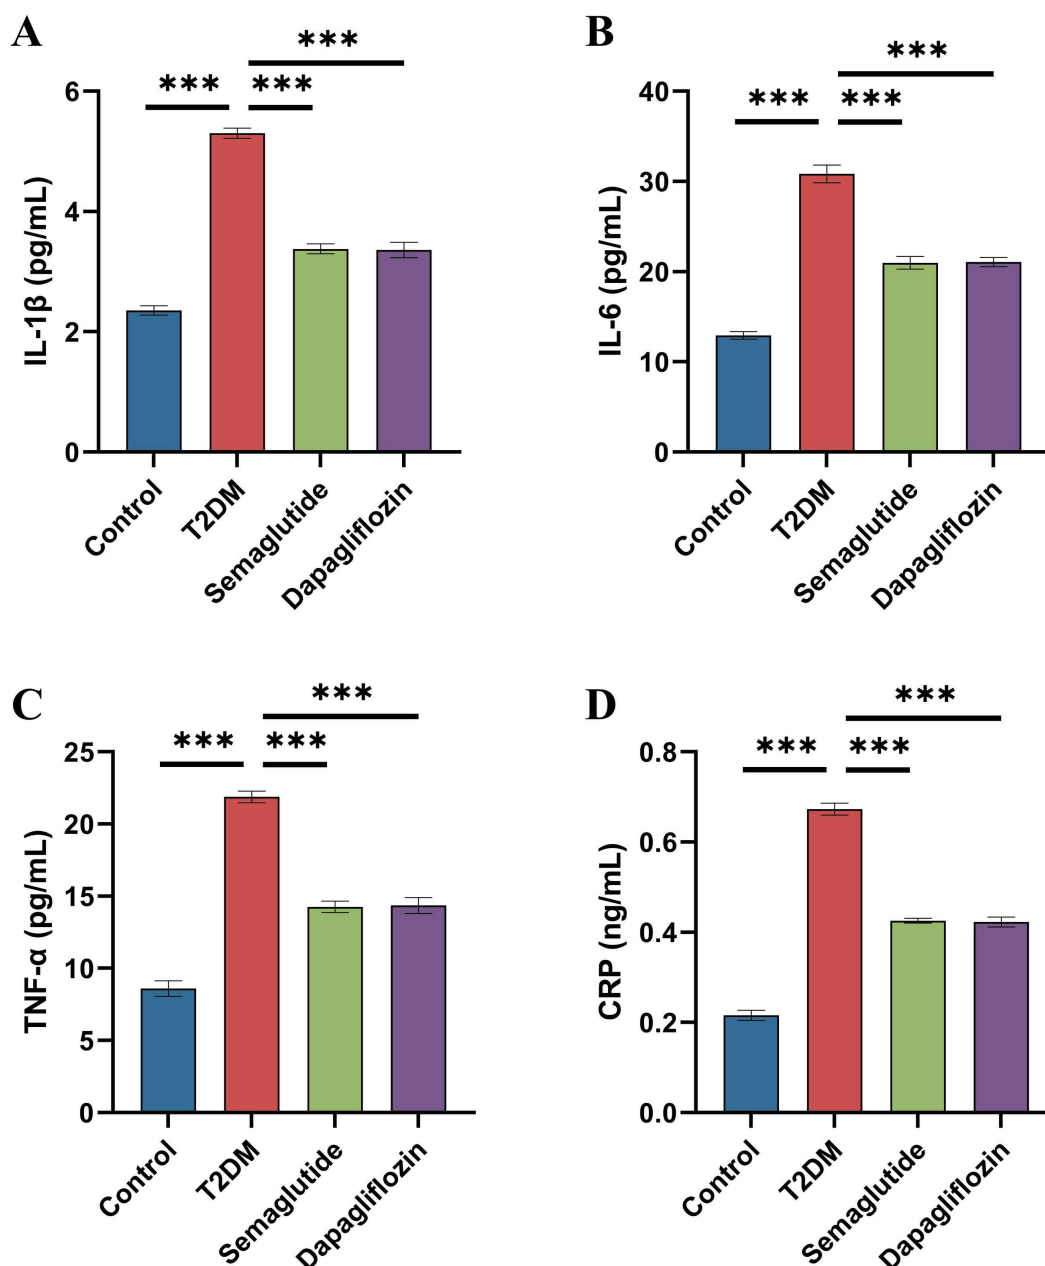 A
***
***
***
6
4
2
0
IL-1β (pg/mL)
Control
T2DM
Semaglutide
Dapagliflozin
B
***
***
***
40
30
20
10
0
IL-6 (pg/mL)
Control
T2DM
Semaglutide
Dapagliflozin
C
***
***
***
25
20
15
10
5
0
TNF-α (pg/mL)
Control
T2DM
Semaglutide
Dapagliflozin
D
***
***
***
0.8
0.6
0.4
0.2
0.0
CRP (ng/mL)
Control
T2DM
Semaglutide
Dapagliflozin